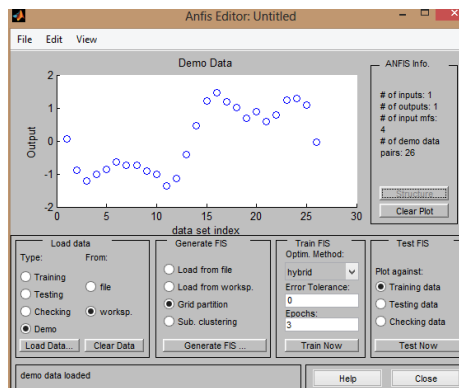 Anfis Editor: Untitled
File Edit View
Demo Data
2
1
0
-1
-2
0 5 10 15 20 25 30
Output
data set index
ANFIS Info.
# of inputs: 1
# of outputs: 1
# of input mfs:
4
# of demo data
pairs: 26
Structure
Clear Plot
Load data
Type: From:
Training
Testing
Checking
Demo
file
worksp.
Load Data... Clear Data
Generate FIS
Load from file
Load from worksp.
Grid partition
Sub. clustering
Generate FIS ...
Train FIS
Optim. Method:
hybrid
Error Tolerance:
0
Epochs:
3
Train Now
Test FIS
Plot against:
Training data
Testing data
Checking data
Test Now
demo data loaded
Help Close